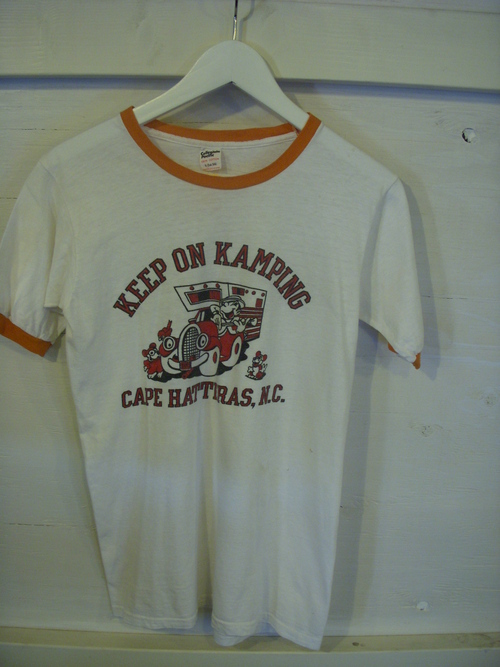 KEEP ON KAMPING
CAPE HATTERAS, N.C.